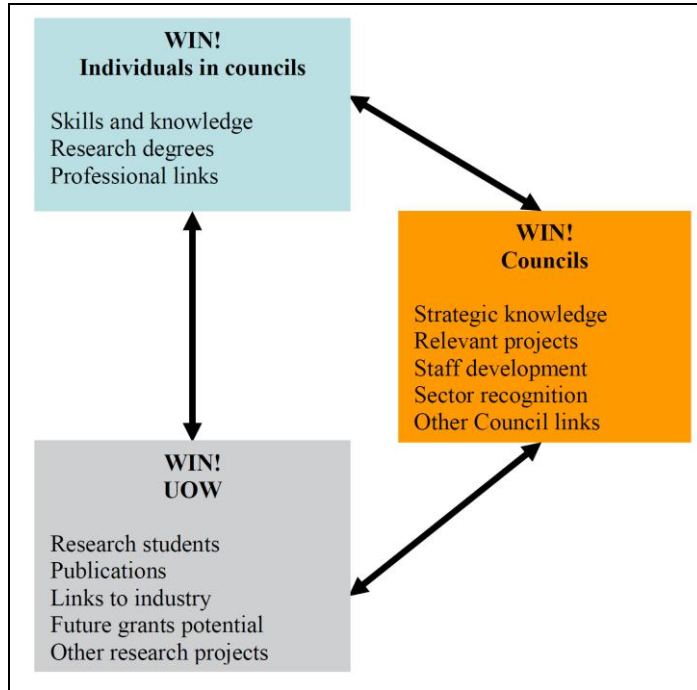 WIN!
Individuals in councils
Skills and knowledge
Research degrees
Professional links
WIN!
Councils
Strategic knowledge
Relevant projects
Staff development
Sector recognition
Other Council links
WIN!
UOW
Research students
Publications
Links to industry
Future grants potential
Other research projects